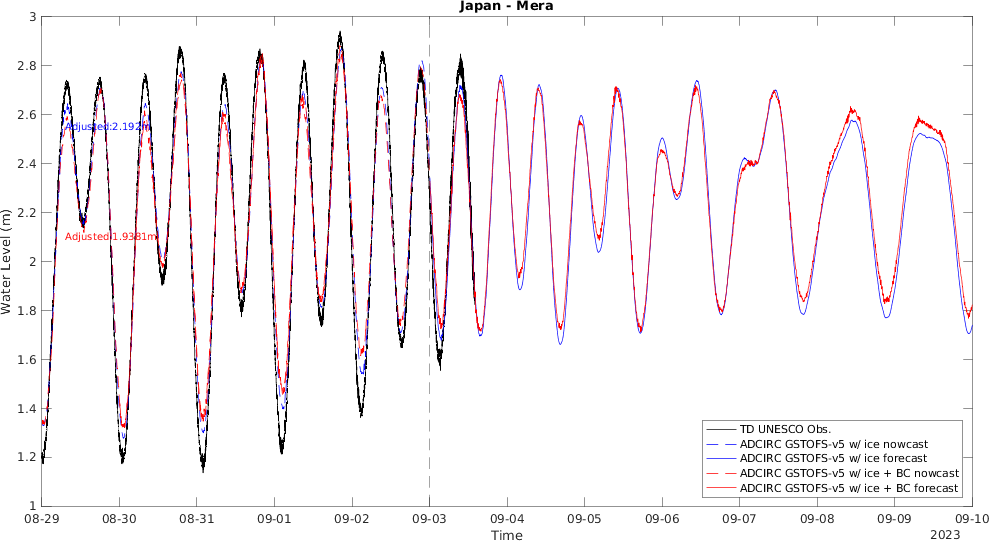 Japan - Mera
3
2.8
2.6
2.4
2.2
2
1.8
1.6
1.4
1.2
1
Water Level (m)
Adjusted:2.192
Adjusted:1.9381m
08-29
08-30
08-31
09-01
09-02
09-03
09-04
09-05
09-06
09-07
09-08
09-09
09-10
Time
2023
TD UNESCO Obs.
ADCIRC GSTOFS-v5 w/ ice nowcast
ADCIRC GSTOFS-v5 w/ ice forecast
ADCIRC GSTOFS-v5 w/ ice + BC nowcast
ADCIRC GSTOFS-v5 w/ ice + BC forecast